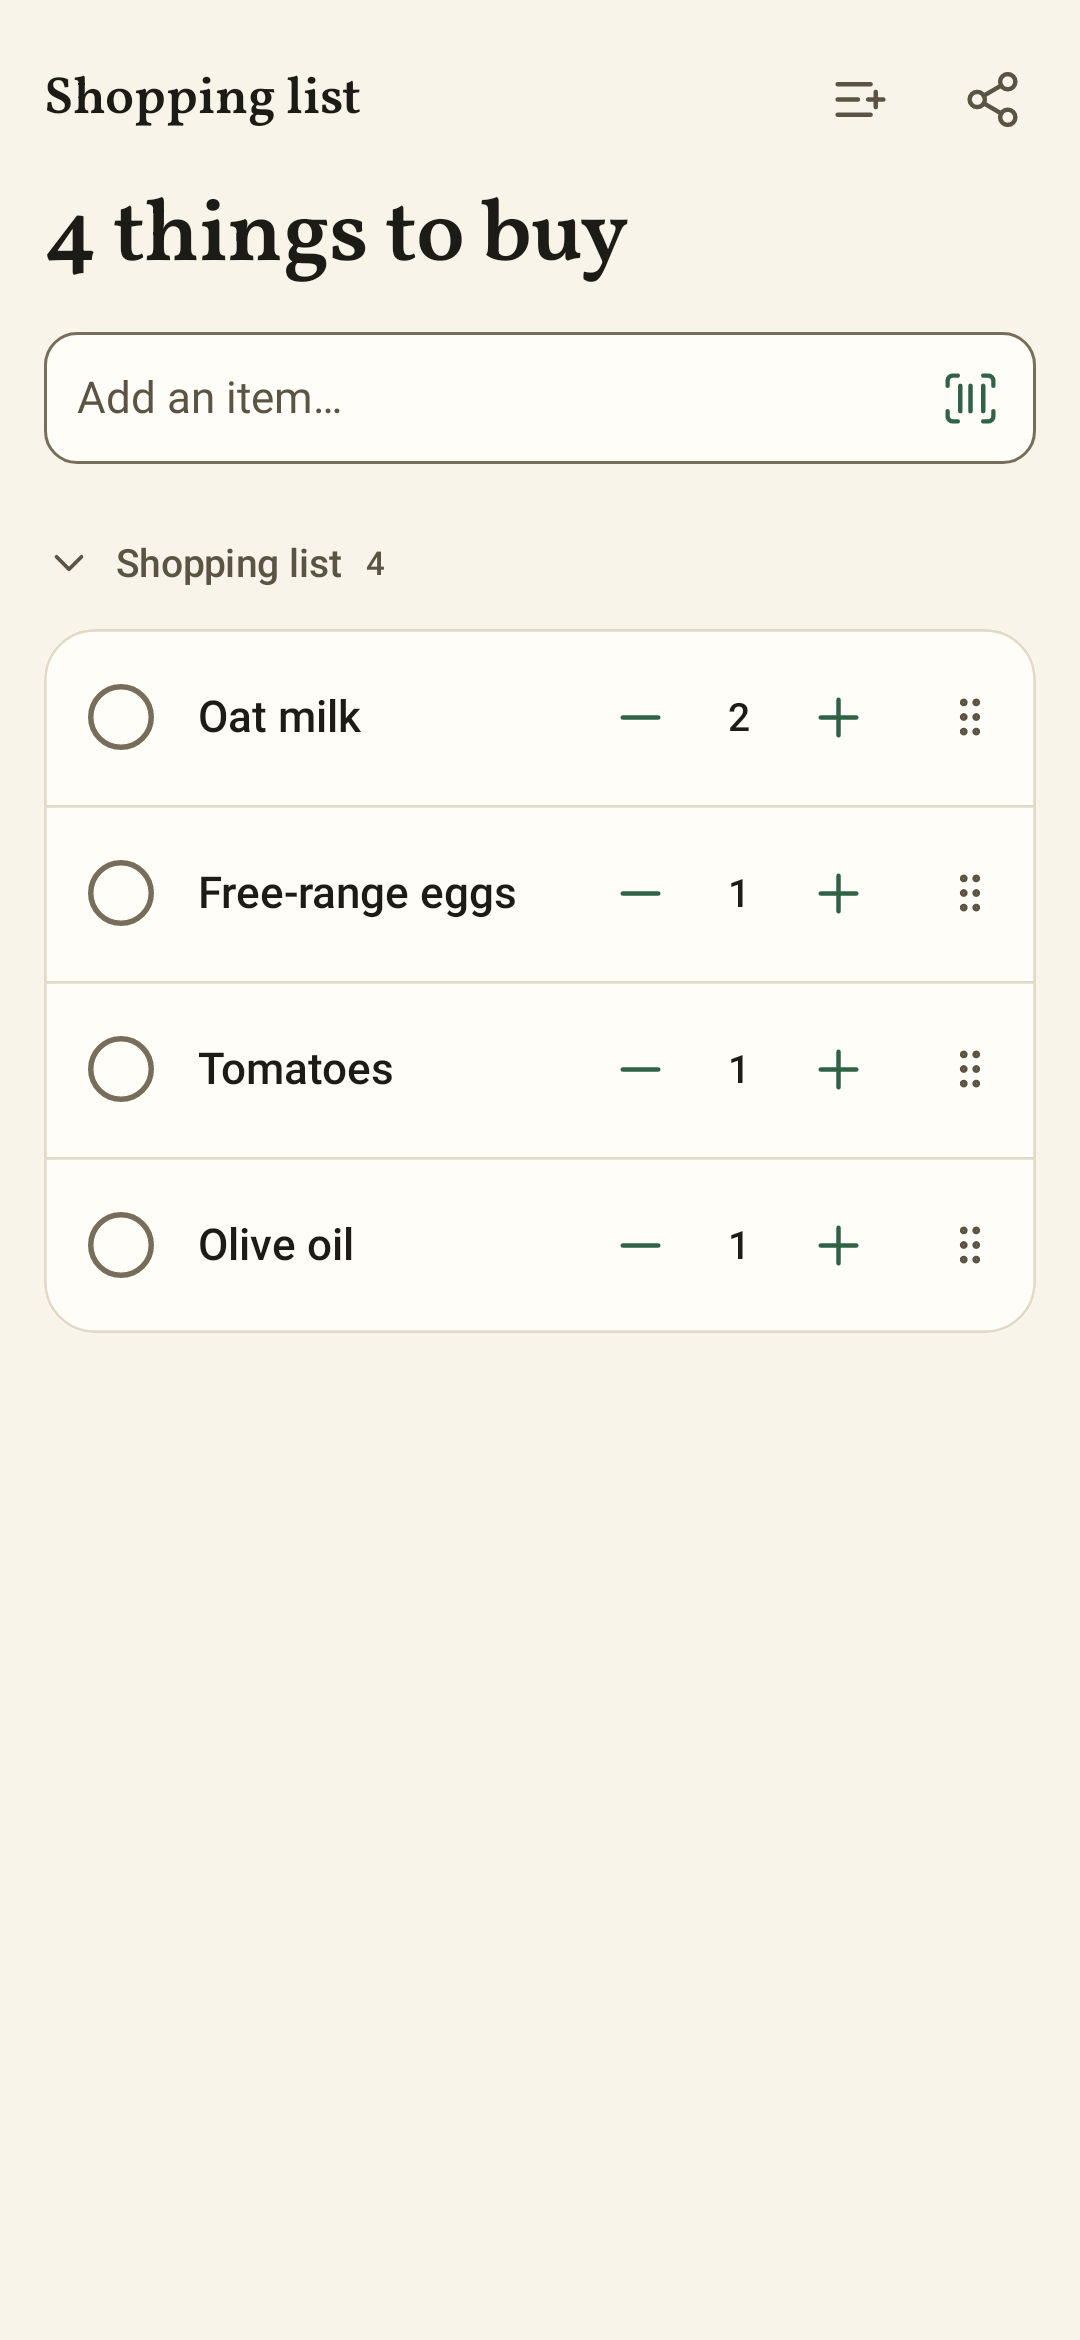 Shopping list
4 things to buy
Add an item...
Shopping list 4
Oat milk 2
Free-range eggs 1
Tomatoes 1
Olive oil 1